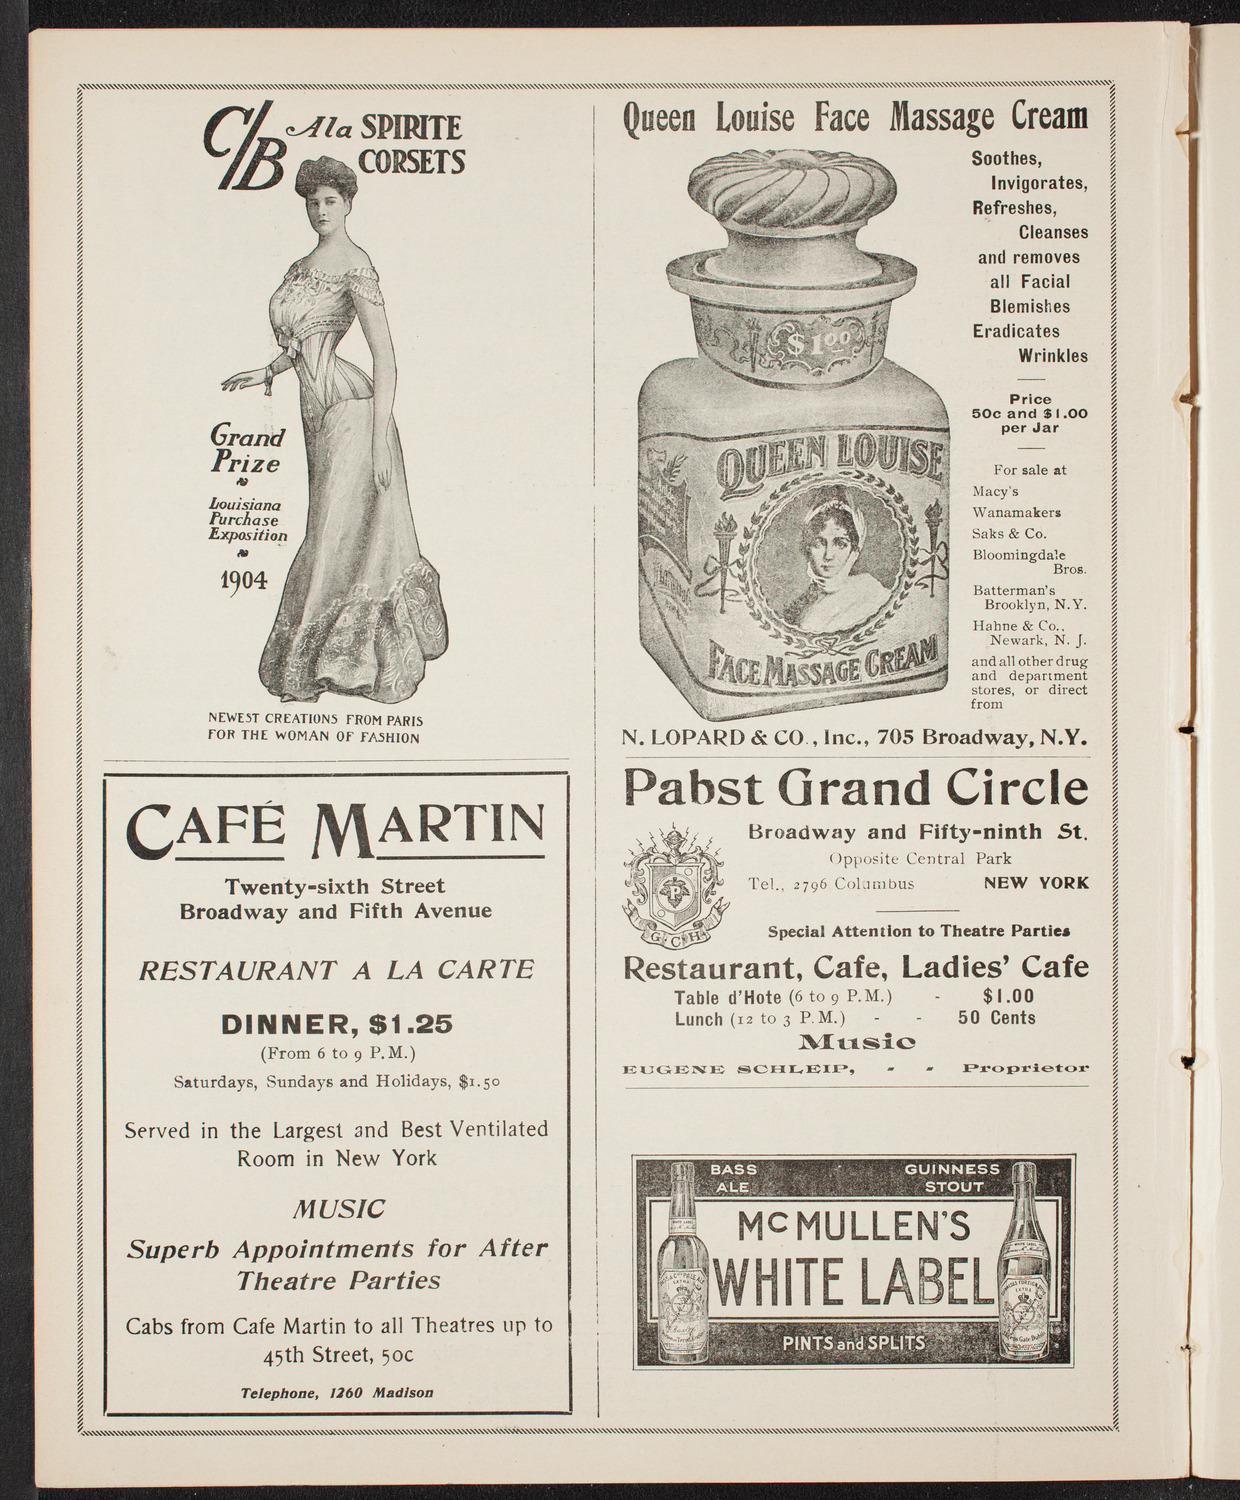 C/B Ala SPIRITE
CORSETS
Grand
Prize
Louisiana
Purchase
Exposition
1904
NEWEST CREATIONS FROM PARIS
FOR THE WOMAN OF FASHION
CAFÉ MARTIN
Twenty-sixth Street
Broadway and Fifth Avenue
RESTAURANT A LA CARTE
DINNER, $1.25
(From 6 to 9 P.M.)
Saturdays, Sundays and Holidays, $1.50
Served in the Largest and Best Ventilated
Room in New York
MUSIC
Superb Appointments for After
Theatre Parties
Cabs from Cafe Martin to all Theatres up to
45th Street, 50c
Telephone, 1260 Madison
Queen Louise Face Massage Cream
Soothes,
Invigorates,
Refreshes,
Cleanses
and removes
all Facial
Blemishes
Eradicates
Wrinkles
Price
50c and $1.00
per Jar
For sale at
Macy's
Wanamakers
Saks & Co.
Bloomingdale
Bros.
Batterman's
Brooklyn, N.Y.
Hahne & Co.,
Newark, N. J.
and all other drug
and department
stores, or direct
from
$1.00
QUEEN LOUISE
FACE MASSAGE CREAM
N. LOPARD & CO., Inc., 705 Broadway, N.Y.
Pabst Grand Circle
Broadway and Fifty-ninth St.
Opposite Central Park
Tel., 2796 Columbus NEW YORK
P
G. C. H.
Special Attention to Theatre Parties
Restaurant, Cafe, Ladies' Cafe
Table d'Hote (6 to 9 P.M.) - $1.00
Lunch (12 to 3 P.M.) - - 50 Cents
Music
EUGENE SCHLEIP, - - Proprietor
BASS
ALE
GUINNESS
STOUT
McMULLEN'S
WHITE LABEL
PINTS and SPLITS